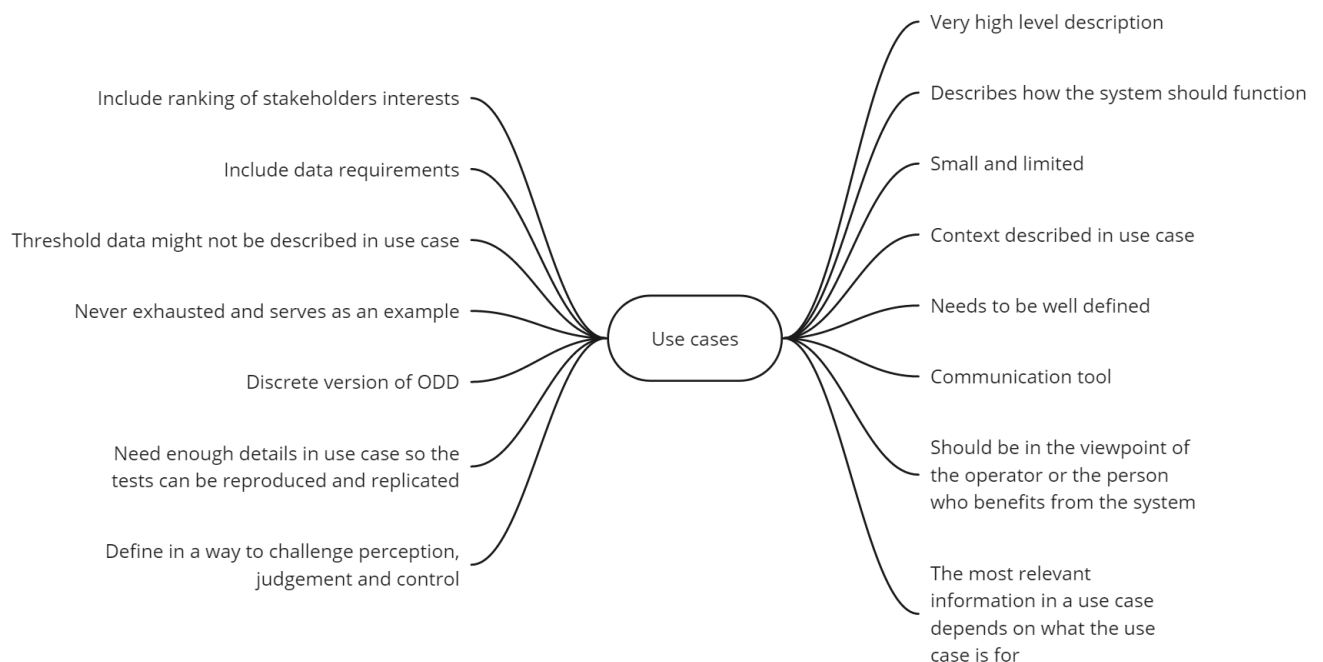 Include ranking of stakeholders interests
Include data requirements
Threshold data might not be described in use case
Never exhausted and serves as an example
Discrete version of ODD
Need enough details in use case so the
tests can be reproduced and replicated
Define in a way to challenge perception,
judgement and control
Use cases
Very high level description
Describes how the system should function
Small and limited
Context described in use case
Needs to be well defined
Communication tool
Should be in the viewpoint of
the operator or the person
who benefits from the system
The most relevant
information in a use case
depends on what the use
case is for